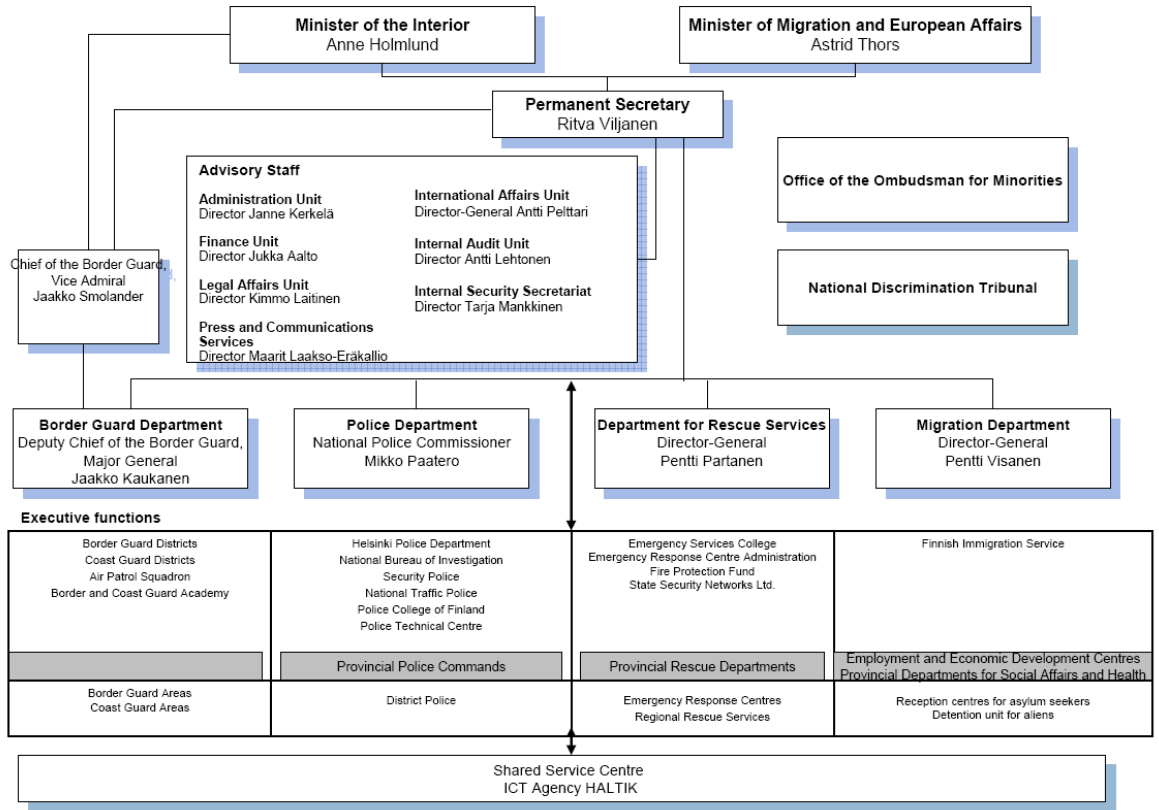 Minister of the Interior
Anne Holmlund
Minister of Migration and European Affairs
Astrid Thors
Permanent Secretary
Ritva Viljanen
Advisory Staff
Administration Unit
Director Janne Kerkelä
Finance Unit
Director Jukka Aalto
Legal Affairs Unit
Director Kimmo Laitinen
Press and Communications
Services
Director Maarit Laakso-Eräkallio
International Affairs Unit
Director-General Antti Pelttari
Internal Audit Unit
Director Antti Lehtonen
Internal Security Secretariat
Director Tarja Mankkinen
Office of the Ombudsman for Minorities
National Discrimination Tribunal
Chief of the Border Guard,
Vice Admiral
Jaakko Smolander
Border Guard Department
Deputy Chief of the Border Guard,
Major General
Jaakko Kaukanen
Police Department
National Police Commissioner
Mikko Paatero
Department for Rescue Services
Director-General
Pentti Partanen
Migration Department
Director-General
Pentti Visanen
Executive functions
Border Guard Districts
Coast Guard Districts
Air Patrol Squadron
Border and Coast Guard Academy
Helsinki Police Department
National Bureau of Investigation
Security Police
National Traffic Police
Police College of Finland
Police Technical Centre
Emergency Services College
Emergency Response Centre Administration
Fire Protection Fund
State Security Networks Ltd.
Finnish Immigration Service
Provincial Police Commands
Provincial Rescue Departments
Employment and Economic Development Centres
Provincial Departments for Social Affairs and Health
Border Guard Areas
Coast Guard Areas
District Police
Emergency Response Centres
Regional Rescue Services
Reception centres for asylum seekers
Detention unit for aliens
Shared Service Centre
ICT Agency HALTIK